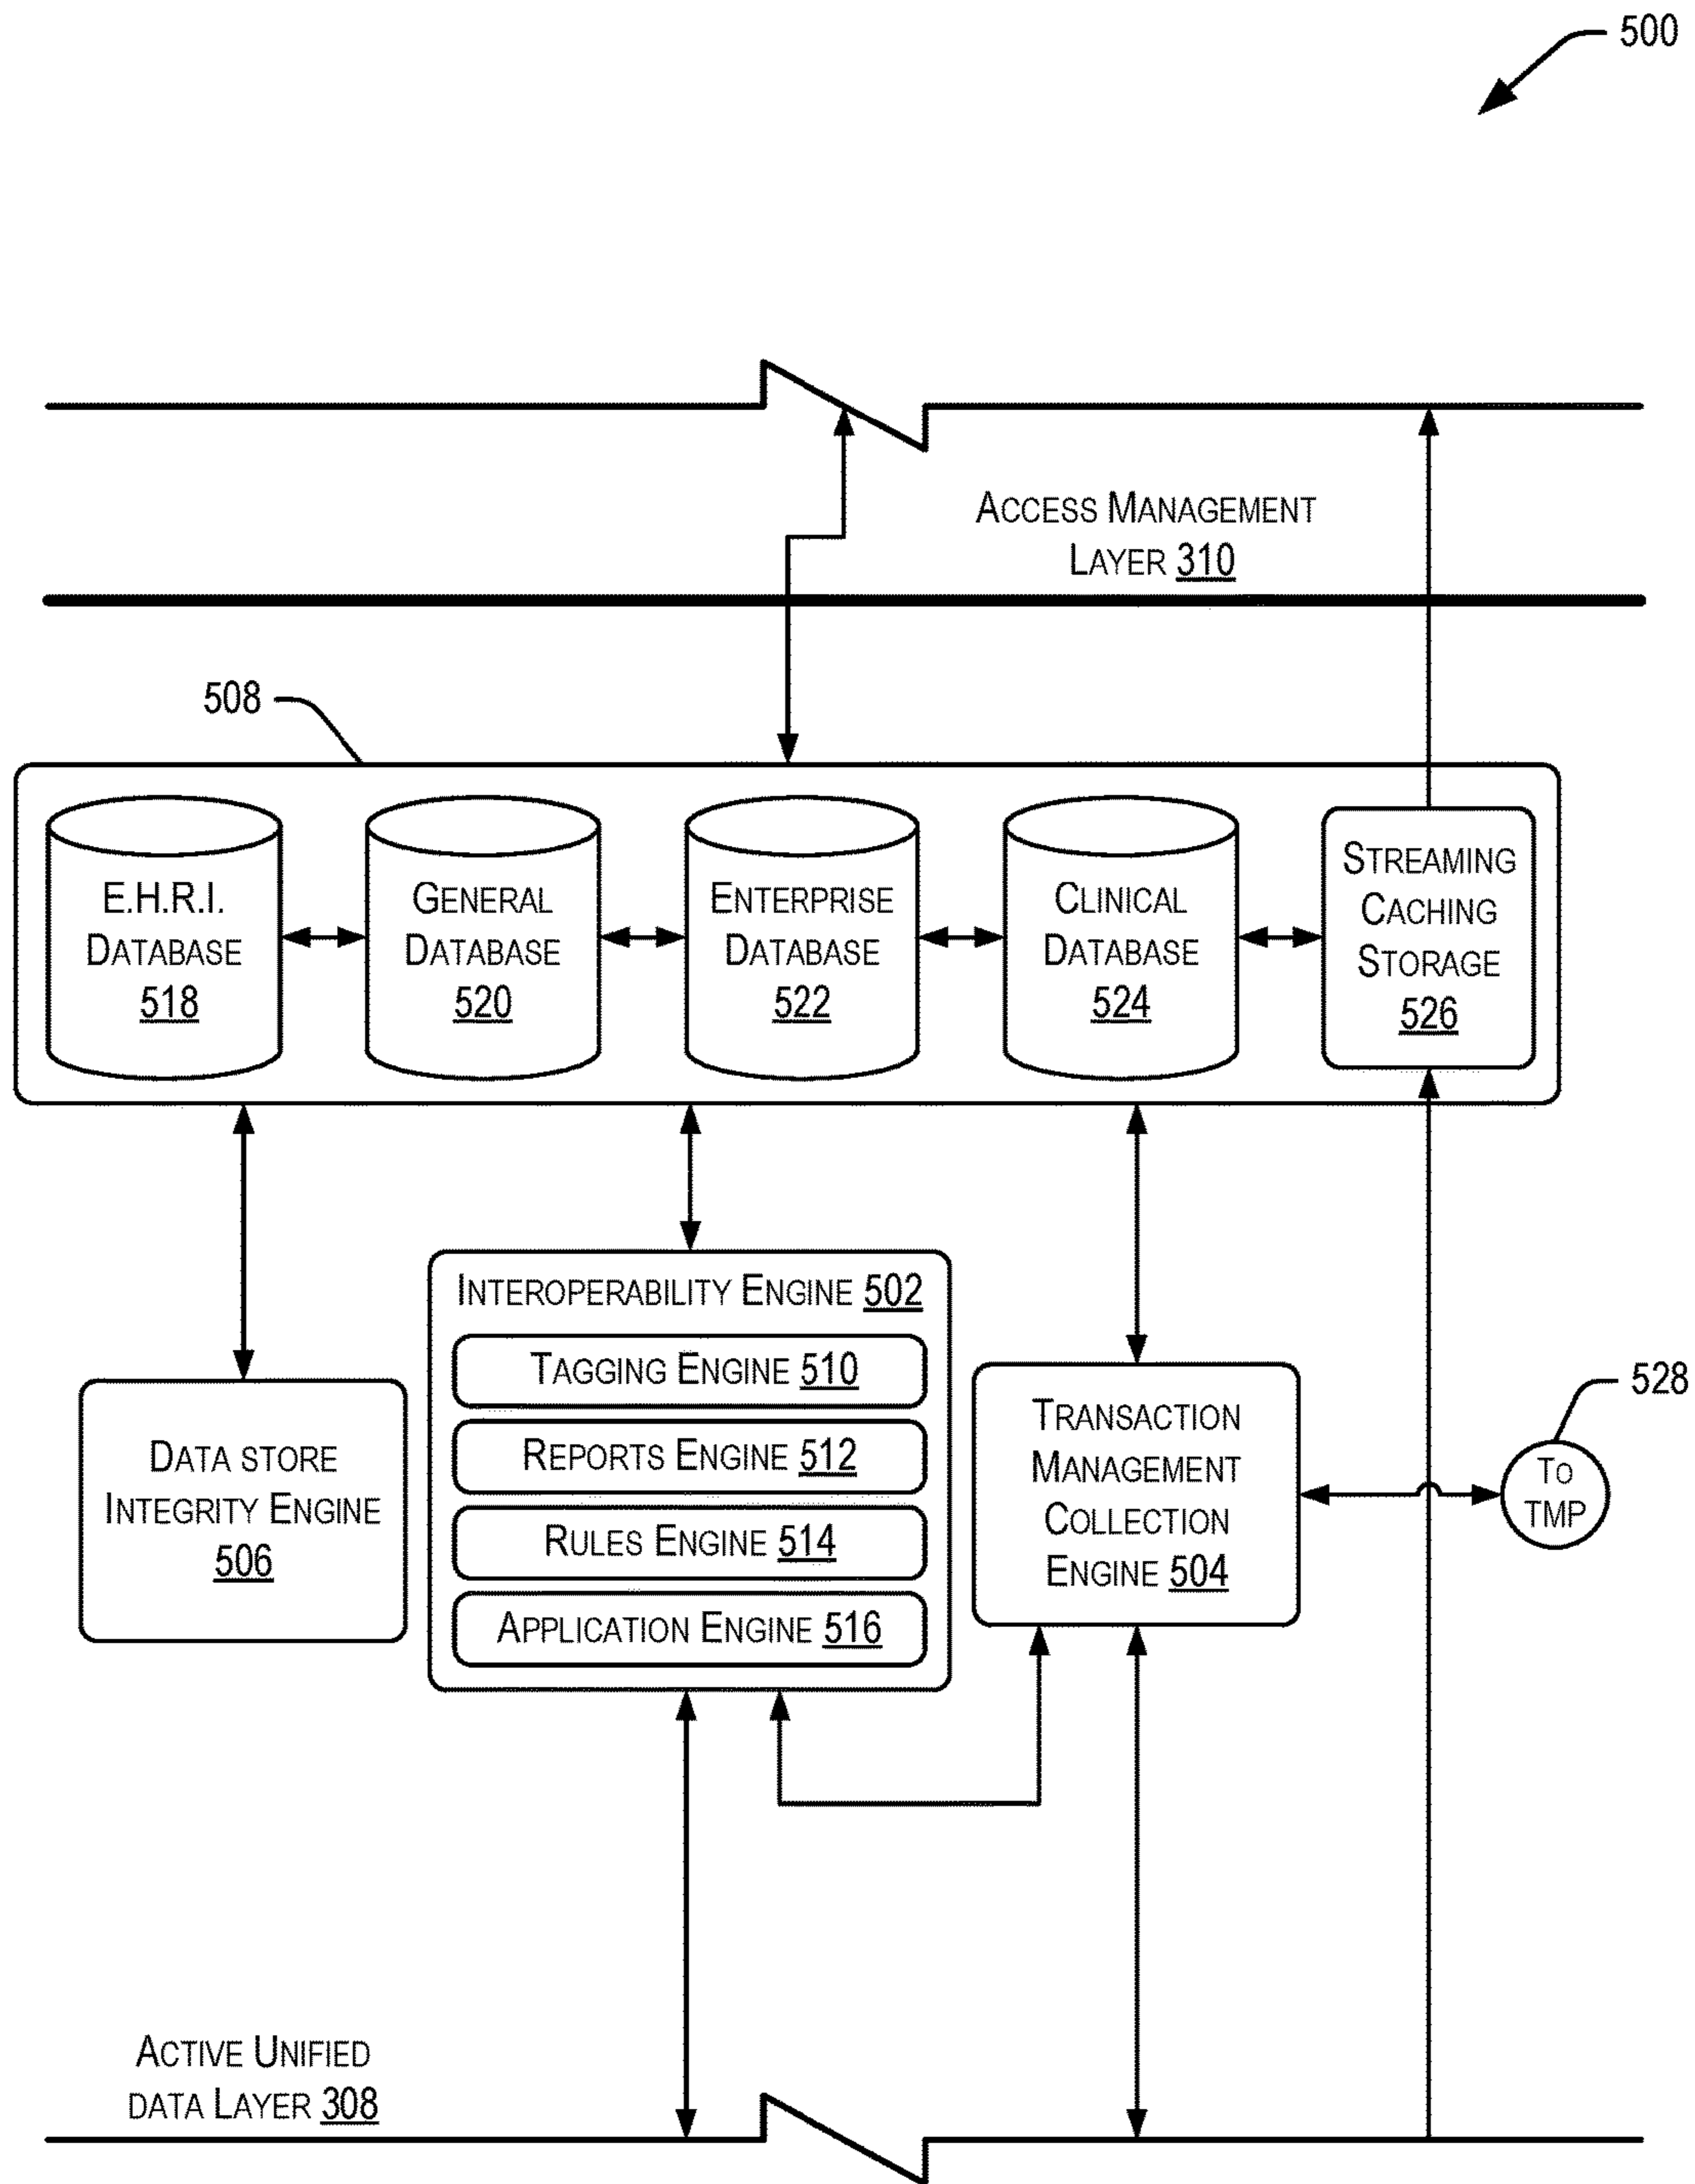 500
ACCESS MANAGEMENT
LAYER 310
508
E.H.R.I.
DATABASE
518
GENERAL
DATABASE
520
ENTERPRISE
DATABASE
522
CLINICAL
DATABASE
524
STREAMING
CACHING
STORAGE
526
INTEROPERABILITY ENGINE 502
TAGGING ENGINE 510
REPORTS ENGINE 512
RULES ENGINE 514
APPLICATION ENGINE 516
DATA STORE
INTEGRITY ENGINE
506
TRANSACTION
MANAGEMENT
COLLECTION
ENGINE 504
528
TO
TMP
ACTIVE UNIFIED
DATA LAYER 308